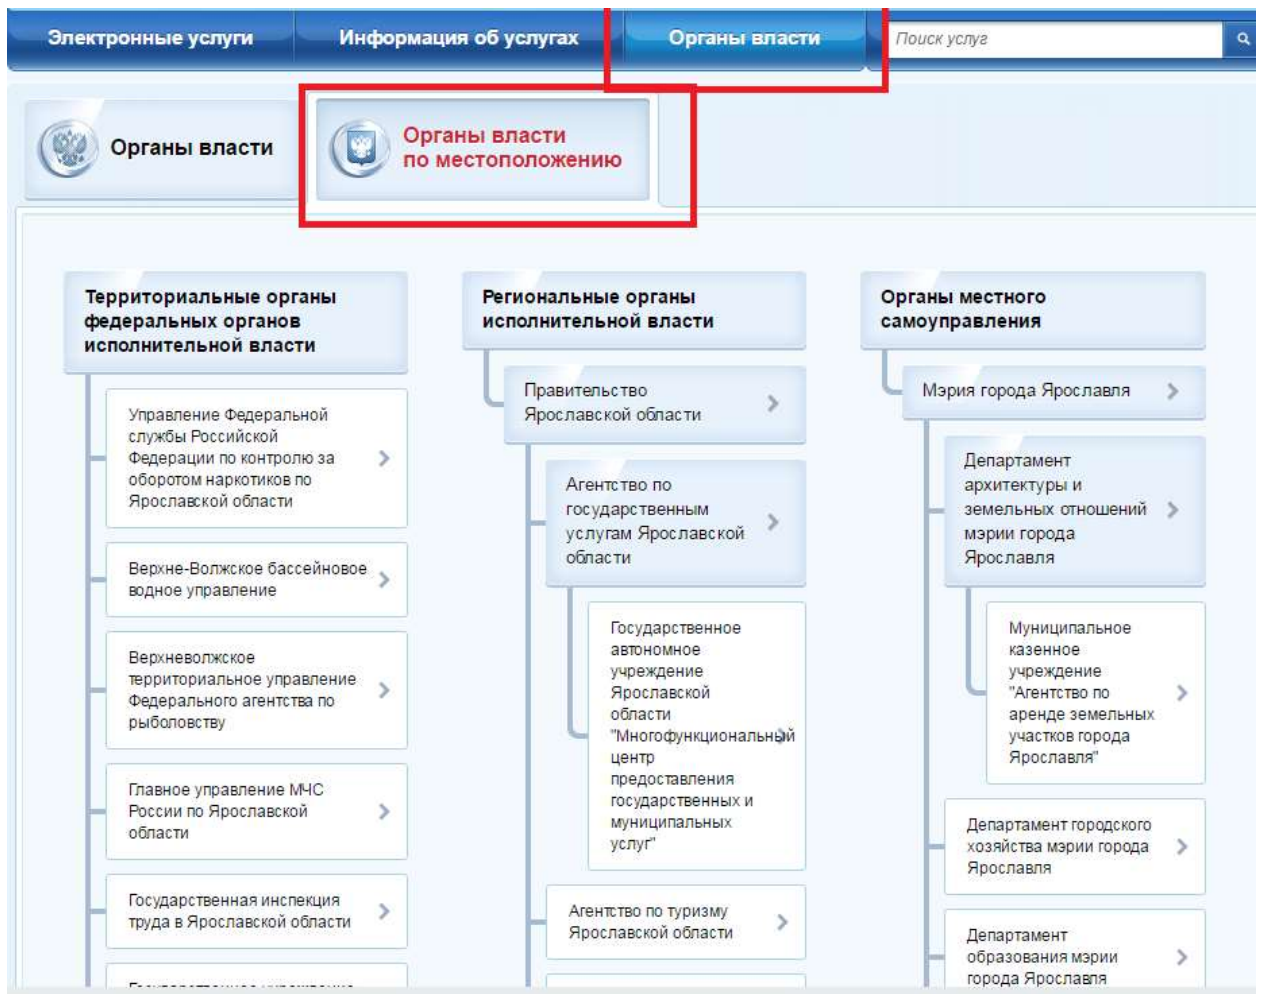 Электронные услуги
Информация об услугах
Органы власти
Поиск услуг
Органы власти
Органы власти
по местоположению
Территориальные органы
федеральных органов
исполнительной власти
Управление Федеральной
службы Российской
Федерации по контролю за
оборотом наркотиков по
Ярославской области
Верхне-Волжское бассейновое
водное управление
Верхневолжское
территориальное управление
Федерального агентства по
рыболовству
Главное управление МЧС
России по Ярославской
области
Государственная инспекция
труда в Ярославской области
Региональные органы
исполнительной власти
Правительство
Ярославской области
Агентство по
государственным
услугам Ярославской
области
Государственное
автономное
учреждение
Ярославской
области
"Многофункциональный
центр
предоставления
государственных и
муниципальных
услуг"
Агентство по туризму
Ярославской области
Органы местного
самоуправления
Мэрия города Ярославля
Департамент
архитектуры и
земельных отношений
мэрии города
Ярославля
Муниципальное
казенное
учреждение
"Агентство по
аренде земельных
участков города
Ярославля"
Департамент городского
хозяйства мэрии города
Ярославля
Департамент
образования мэрии
города Ярославля